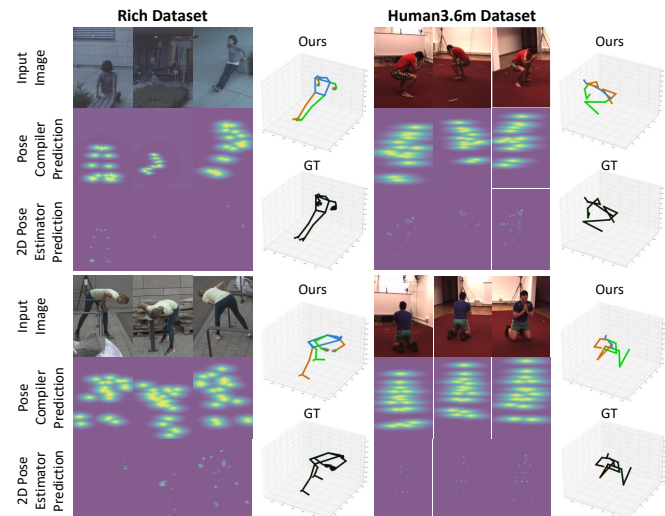 Rich Dataset
Human3.6m Dataset
Input
Image
Ours
Ours
Pose
Compiler
Prediction
GT
GT
2D Pose
Estimator
Prediction
Input
Image
Ours
Ours
Pose
Compiler
Prediction
GT
GT
2D Pose
Estimator
Prediction